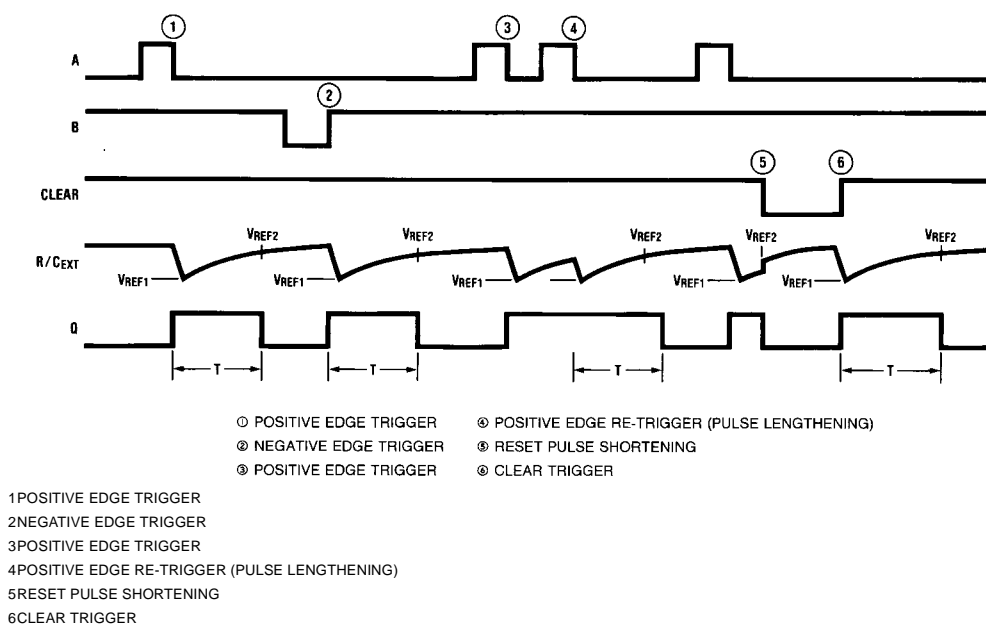 ① ③ ④
A
②
B
⑤ ⑥
CLEAR
VREF2 VREF2 VREF2 VREF2 VREF2
R/CEXT
VREF1 VREF1 VREF1 VREF1 VREF1
Q
T T T T
① POSITIVE EDGE TRIGGER ④ POSITIVE EDGE RE-TRIGGER (PULSE LENGTHENING)
② NEGATIVE EDGE TRIGGER ⑤ RESET PULSE SHORTENING
③ POSITIVE EDGE TRIGGER ⑥ CLEAR TRIGGER
1POSITIVE EDGE TRIGGER
2NEGATIVE EDGE TRIGGER
3POSITIVE EDGE TRIGGER
4POSITIVE EDGE RE-TRIGGER (PULSE LENGTHENING)
5RESET PULSE SHORTENING
6CLEAR TRIGGER